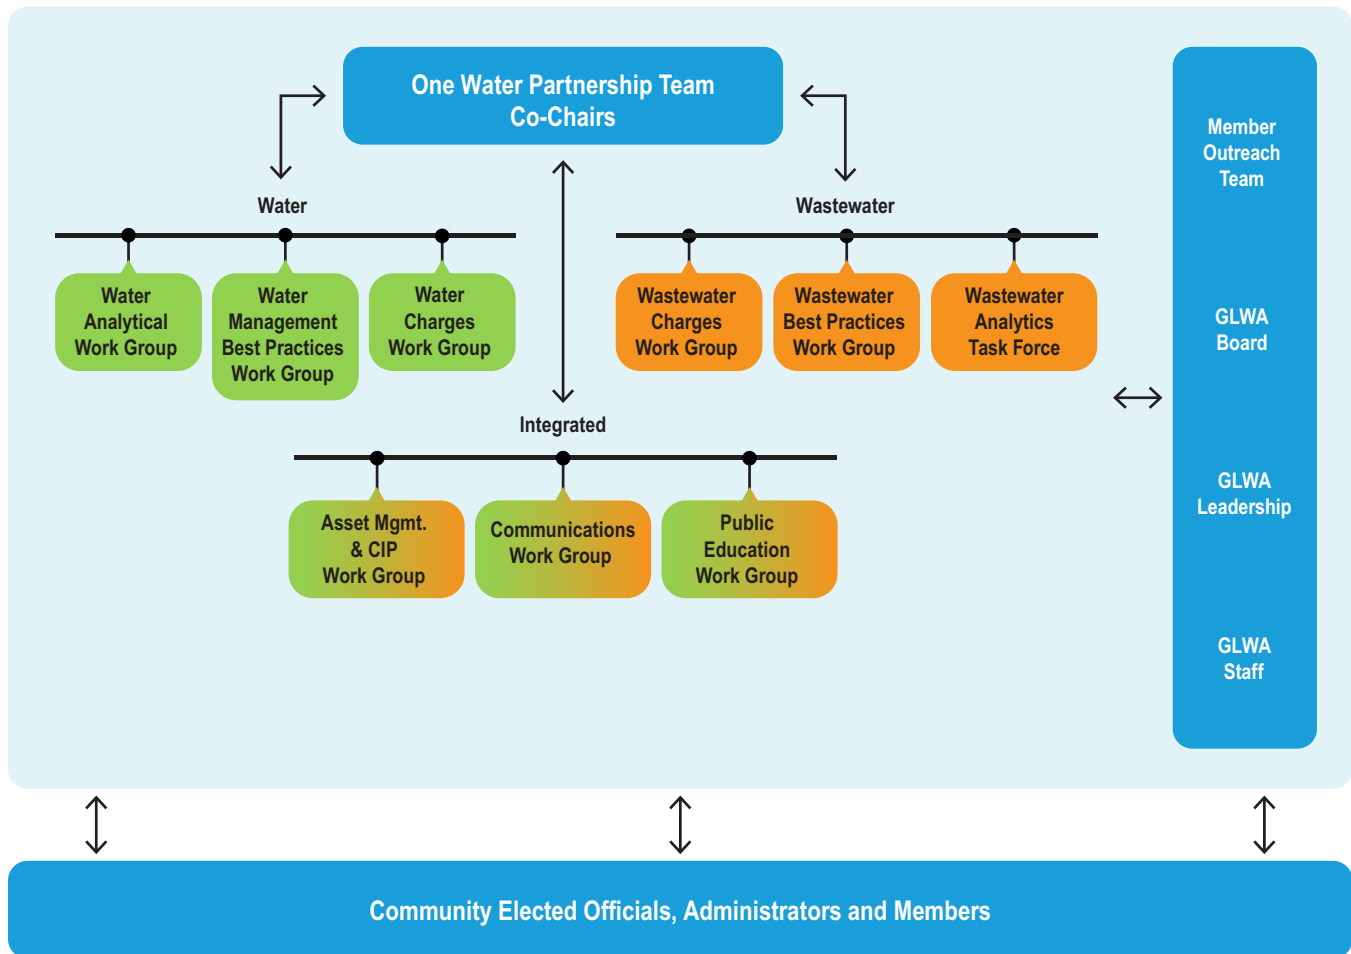 One Water Partnership Team
Co-Chairs
Water
Water
Analytical
Work Group
Water
Management
Best Practices
Work Group
Water
Charges
Work Group
Wastewater
Wastewater
Charges
Work Group
Wastewater
Best Practices
Work Group
Wastewater
Analytics
Task Force
Integrated
Asset Mgmt.
& CIP
Work Group
Communications
Work Group
Public
Education
Work Group
Member
Outreach
Team
GLWA
Board
GLWA
Leadership
GLWA
Staff
Community Elected Officials, Administrators and Members